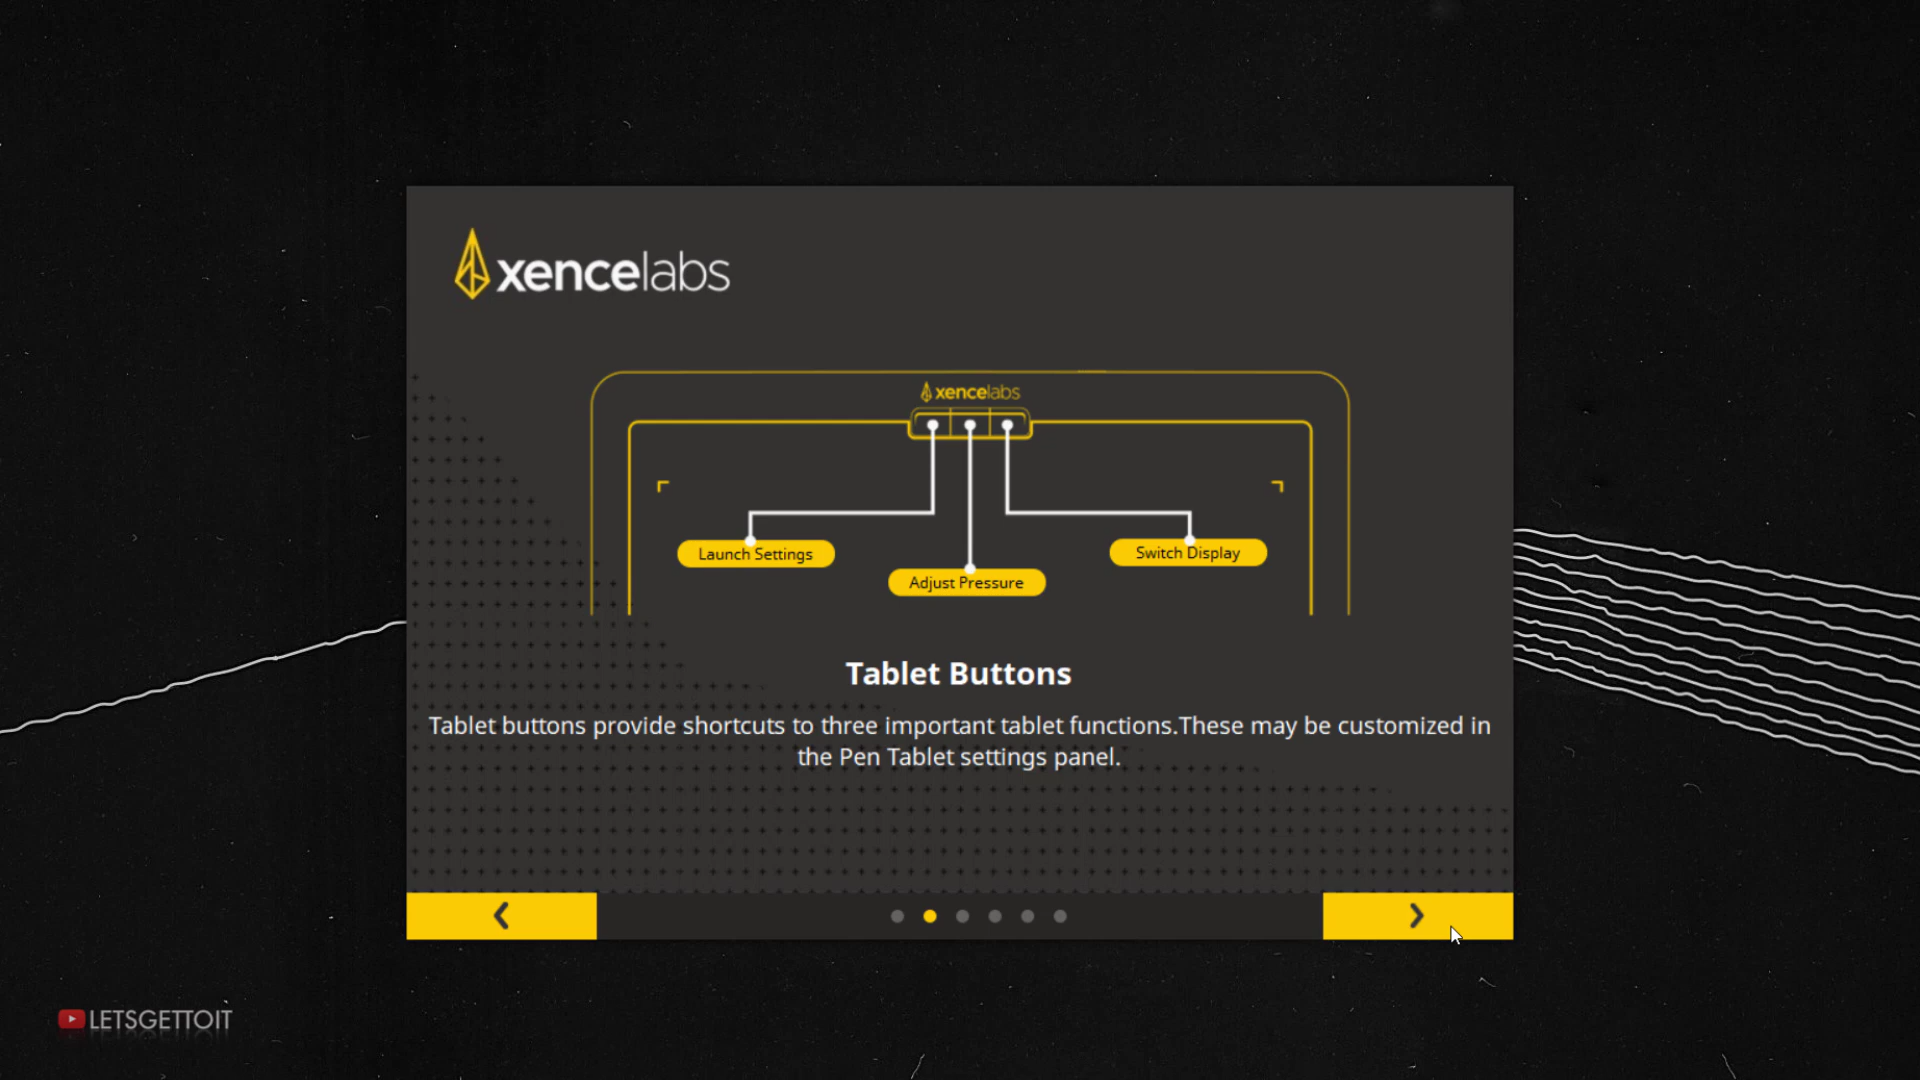 xencelabs
xencelabs
Launch Settings
Switch Display
Adjust Pressure
Tablet Buttons
Tablet buttons provide shortcuts to three important tablet functions.These may be customized in
the Pen Tablet settings panel.
LETSGETTOIT